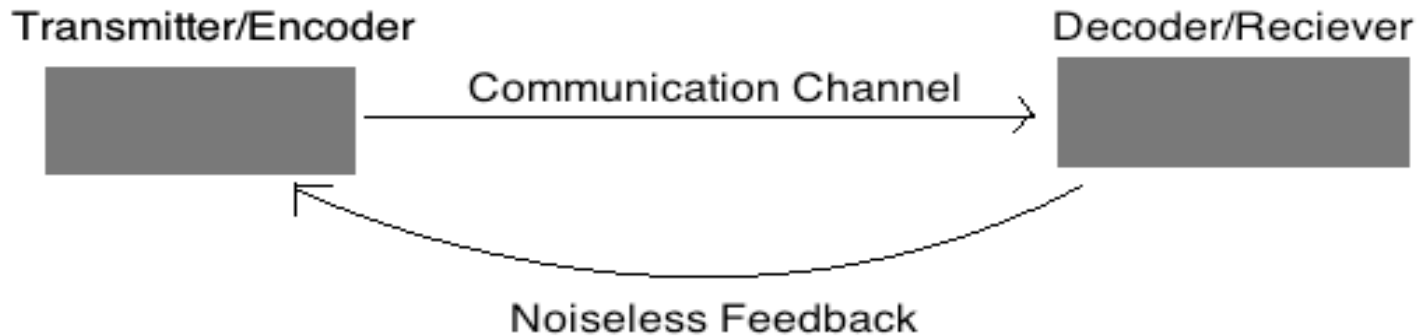 Transmitter/Encoder
Decoder/Reciever
Communication Channel
Noiseless Feedback